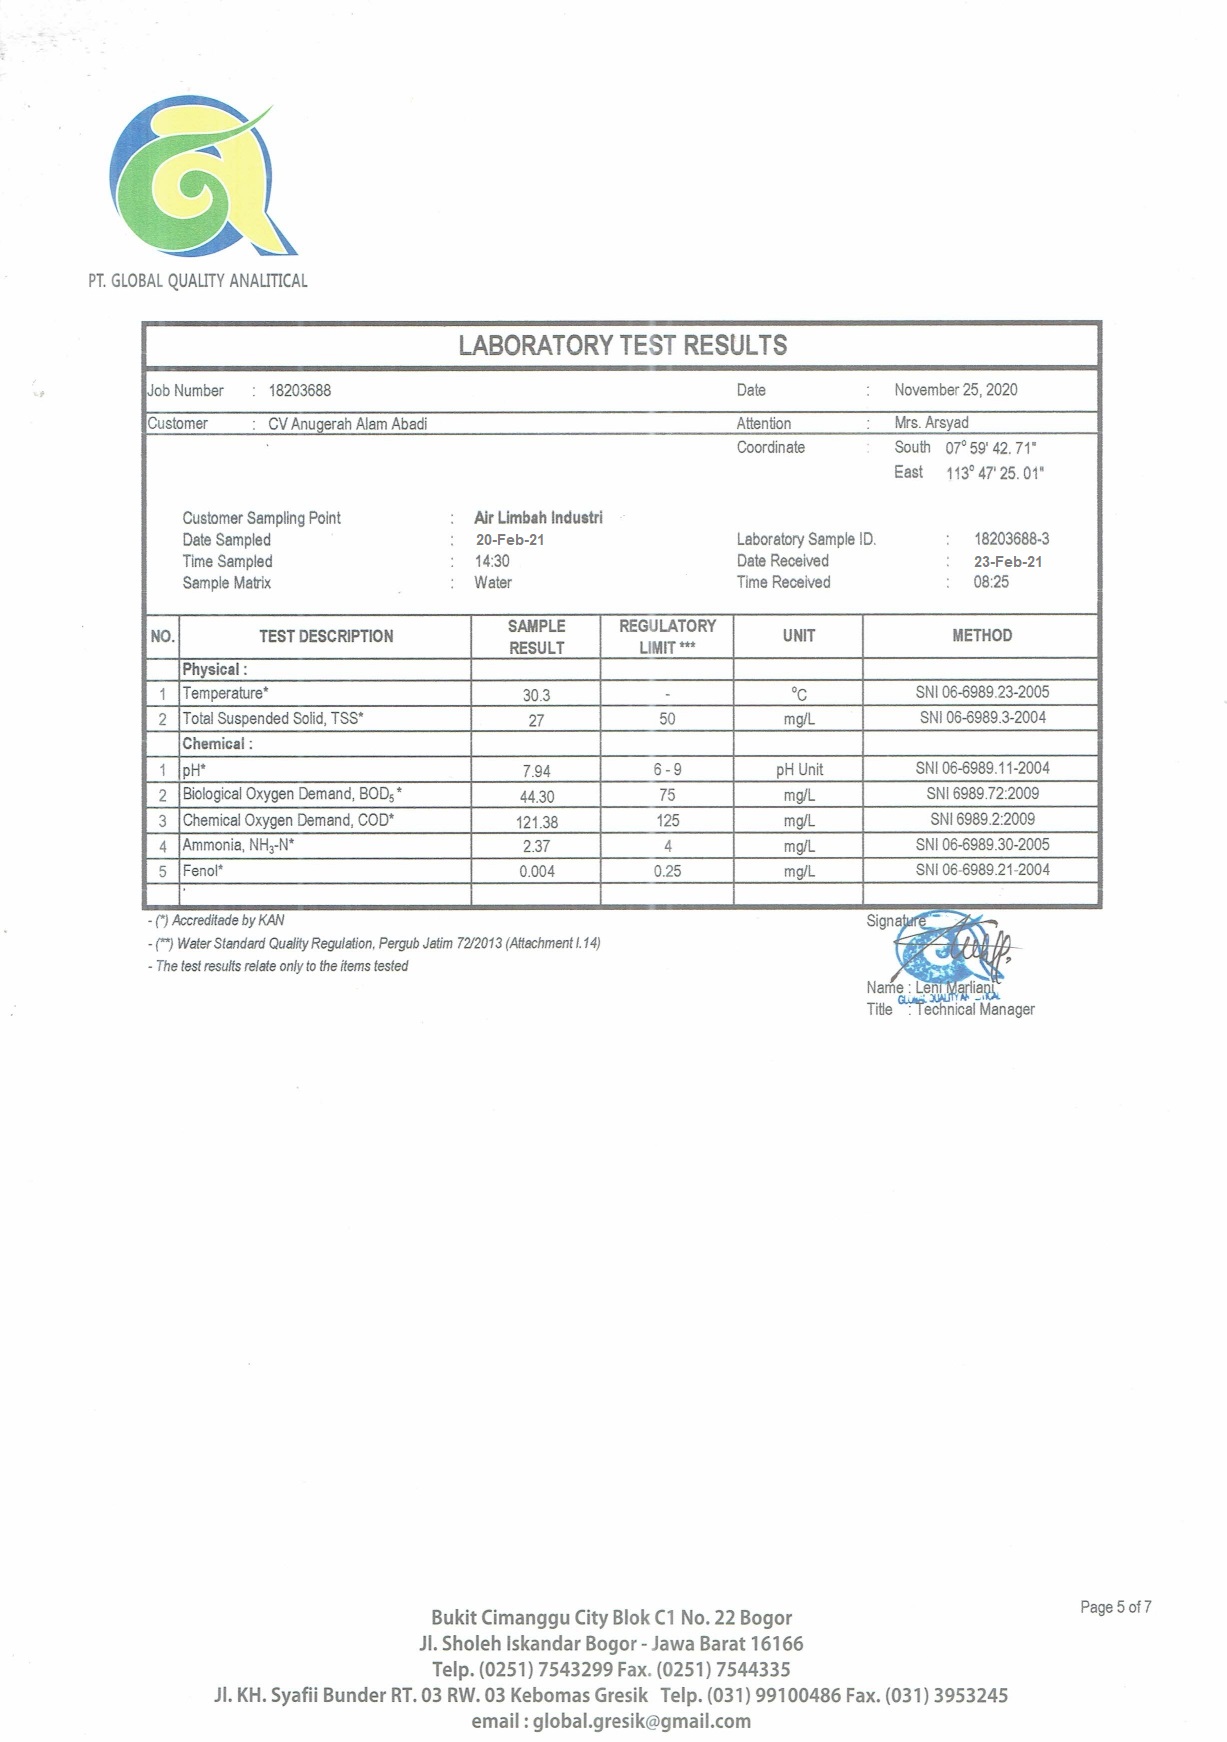 PT. GLOBAL QUALITY ANALITICAL
LABORATORY TEST RESULTS
Job Number : 18203688 Date : November 25, 2020
Customer : CV Anugerah Alam Abadi Attention : Mrs. Arsyad
Coordinate : South 07° 59' 42. 71"
East 113° 47' 25. 01"
Customer Sampling Point : Air Limbah Industri
Date Sampled : 20-Feb-21 Laboratory Sample ID. : 18203688-3
Time Sampled : 14:30 Date Received : 23-Feb-21
Sample Matrix : Water Time Received : 08:25
NO. TEST DESCRIPTION SAMPLE RESULT REGULATORY LIMIT *** UNIT METHOD
Physical :
1 Temperature* 30.3 - °C SNI 06-6989.23-2005
2 Total Suspended Solid, TSS* 27 50 mg/L SNI 06-6989.3-2004
Chemical :
1 pH* 7.94 6 - 9 pH Unit SNI 06-6989.11-2004
2 Biological Oxygen Demand, BOD₅* 44.30 75 mg/L SNI 6989.72:2009
3 Chemical Oxygen Demand, COD* 121.38 125 mg/L SNI 6989.2:2009
4 Ammonia, NH₃-N* 2.37 4 mg/L SNI 06-6989.30-2005
5 Fenol* 0.004 0.25 mg/L SNI 06-6989.21-2004
- (*) Accreditade by KAN
- (**) Water Standard Quality Regulation, Pergub Jatim 72/2013 (Attachment I.14)
- The test results relate only to the items tested
Signature
Name : Leni Marliani
Title : Technical Manager
Page 5 of 7
Bukit Cimanggu City Blok C1 No. 22 Bogor
Jl. Sholeh Iskandar Bogor - Jawa Barat 16166
Telp. (0251) 7543299 Fax. (0251) 7544335
Jl. KH. Syafii Bunder RT. 03 RW. 03 Kebomas Gresik Telp. (031) 99100486 Fax. (031) 3953245
email : global.gresik@gmail.com